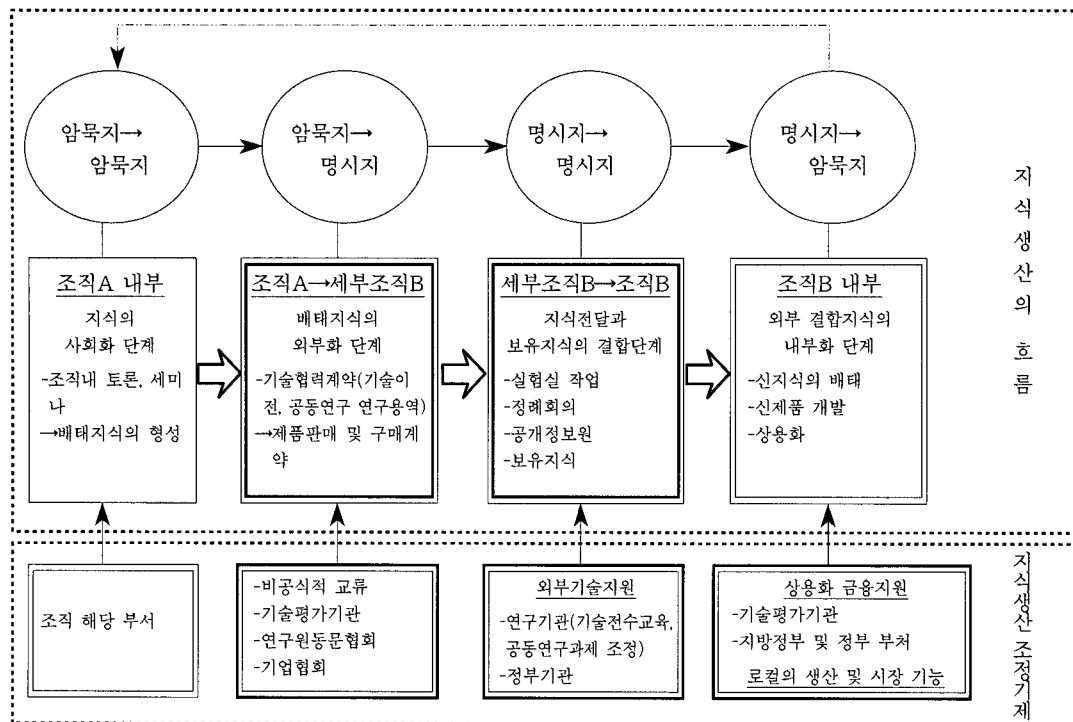 암묵지→
암묵지
암묵지→
명시지
명시지→
명시지
명시지→
암묵지
지식생산의 흐름
조직A 내부
지식의
사회화 단계
-조직내 토론, 세미
나
→배태지식의 형성
조직A→세부조직B
배태지식의
외부화 단계
-기술협력계약(기술이
전, 공동연구 연구용역)
→제품판매 및 구매계
약
세부조직B→조직B
지식전달과
보유지식의 결합단계
-실험실 작업
-정례회의
-공개정보원
-보유지식
조직B 내부
외부 결합지식의
내부화 단계
-신지식의 배태
-신제품 개발
-상용화
조직 해당 부서
-비공식적 교류
-기술평가기관
-연구원동문협회
-기업협회
외부기술지원
-연구기관(기술전수교육,
공동연구과제 조정)
-정부기관
상용화 금융지원
-기술평가기관
-지방정부 및 정부 부처
로컬의 생산 및 시장 기능
지식생산 조정기제